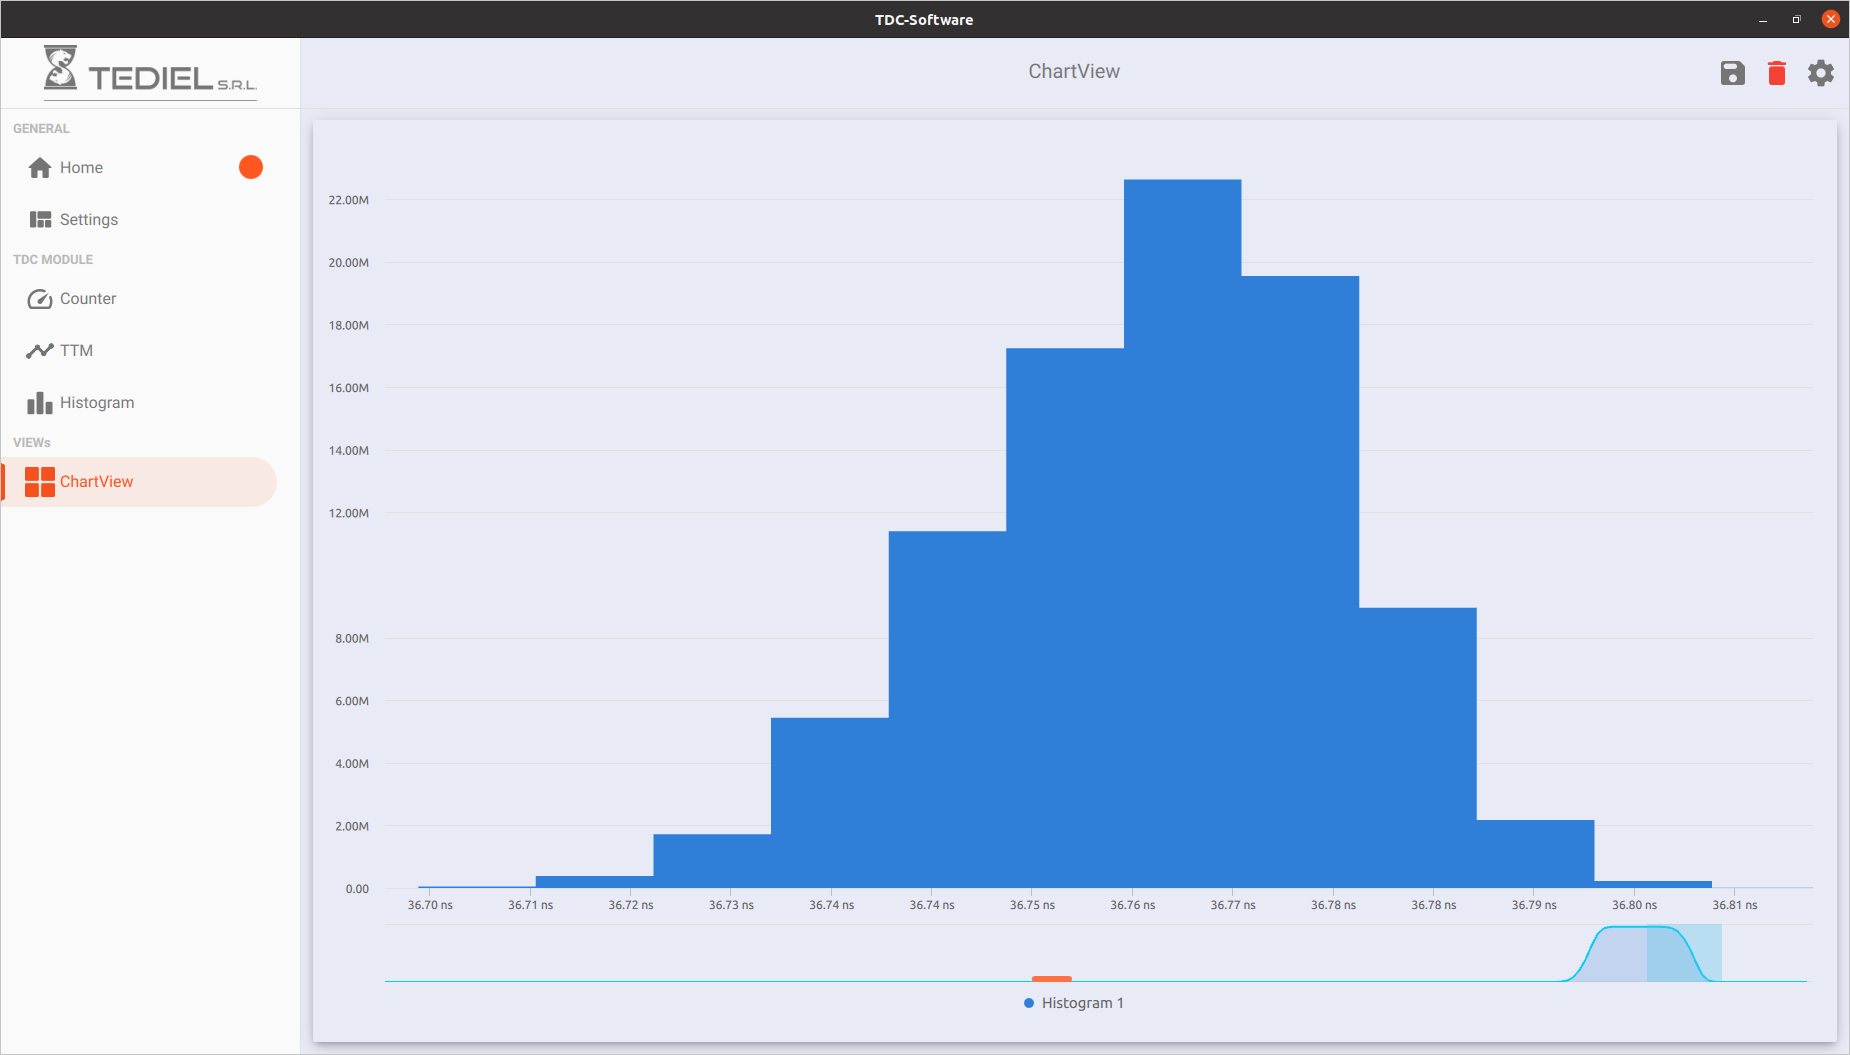 TDC-Software
TEDIEL S.R.L.
ChartView
GENERAL
Home
Settings
TDC MODULE
Counter
TTM
Histogram
VIEWs
ChartView
22.00M
20.00M
18.00M
16.00M
14.00M
12.00M
8.00M
6.00M
4.00M
2.00M
0.00
36.70 ns 36.71 ns 36.72 ns 36.73 ns 36.74 ns 36.74 ns 36.75 ns 36.76 ns 36.77 ns 36.78 ns 36.78 ns 36.79 ns 36.80 ns 36.81 ns
Histogram 1